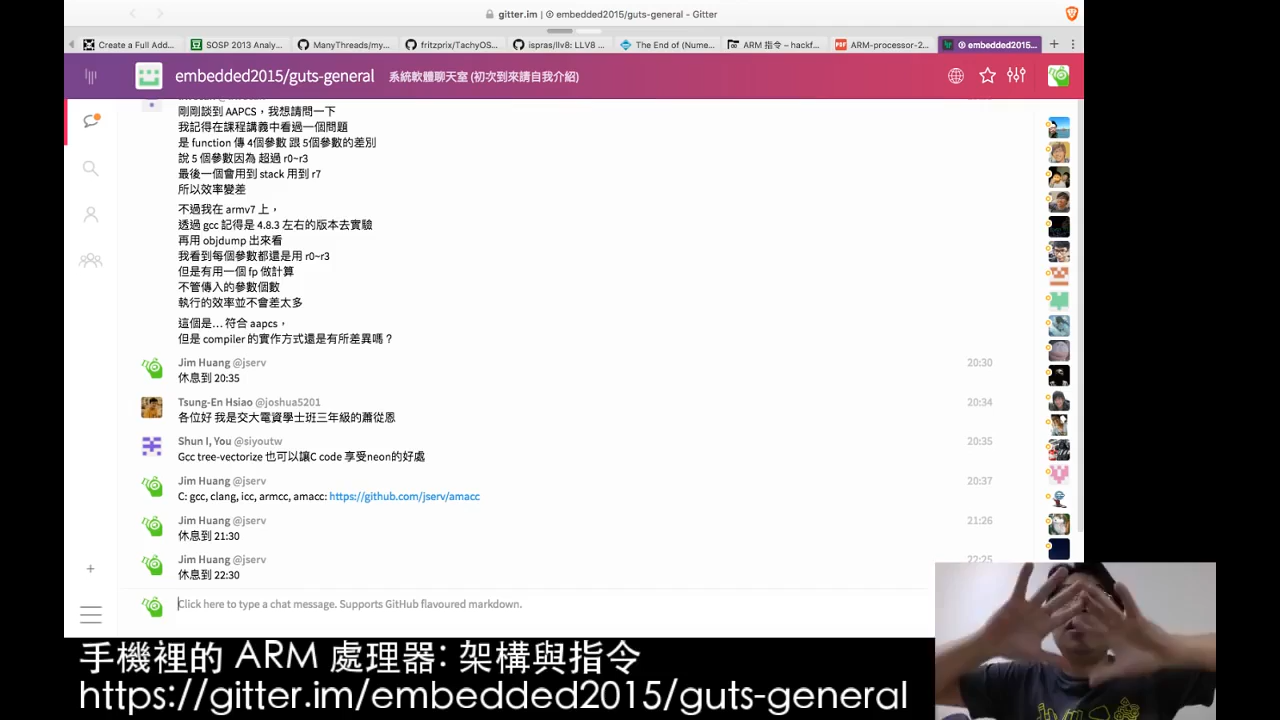 gitter.im | embedded2015/guts-general - Gitter
Create a Full Add...
SOSP 2013 Analy...
ManyThreads/my...
fritzprix/TachyOS...
ispras/llv8: LLV8 ...
The End of (Nume...
ARM 指令 – hackf...
ARM-processor-2...
embedded2015...
embedded2015/guts-general 系統軟體聊天室 (初次到來請自我介紹)
剛剛談到 AAPCS，我想請問一下
我記得在課程講義中看過一個問題
是 function 傳 4個參數 跟 5個參數的差別
說 5 個參數因為 超過 r0~r3
最後一個會用到 stack 用到 r7
所以效率變差
不過我在 armv7 上，
透過 gcc 記得是 4.8.3 左右的版本去實驗
再用 objdump 出來看
我看到每個參數都還是用 r0~r3
但是有用一個 fp 做計算
不管傳入的參數個數
執行的效率並不會差太多
這個是... 符合 aapcs，
但是 compiler 的實作方式還是有所差異嗎？
Jim Huang @jserv 20:30
休息到 20:35
Tsung-En Hsiao @joshua5201 20:34
各位好 我是交大電資學士班三年級的蕭從恩
Shun I, You @siyoutw 20:35
Gcc tree-vectorize 也可以讓C code 享受neon的好處
Jim Huang @jserv 20:37
C: gcc, clang, icc, armcc, amacc: https://github.com/jserv/amacc
Jim Huang @jserv 21:26
休息到 21:30
Jim Huang @jserv 22:25
休息到 22:30
Click here to type a chat message. Supports GitHub flavoured markdown.
手機裡的 ARM 處理器: 架構與指令
https://gitter.im/embedded2015/guts-general